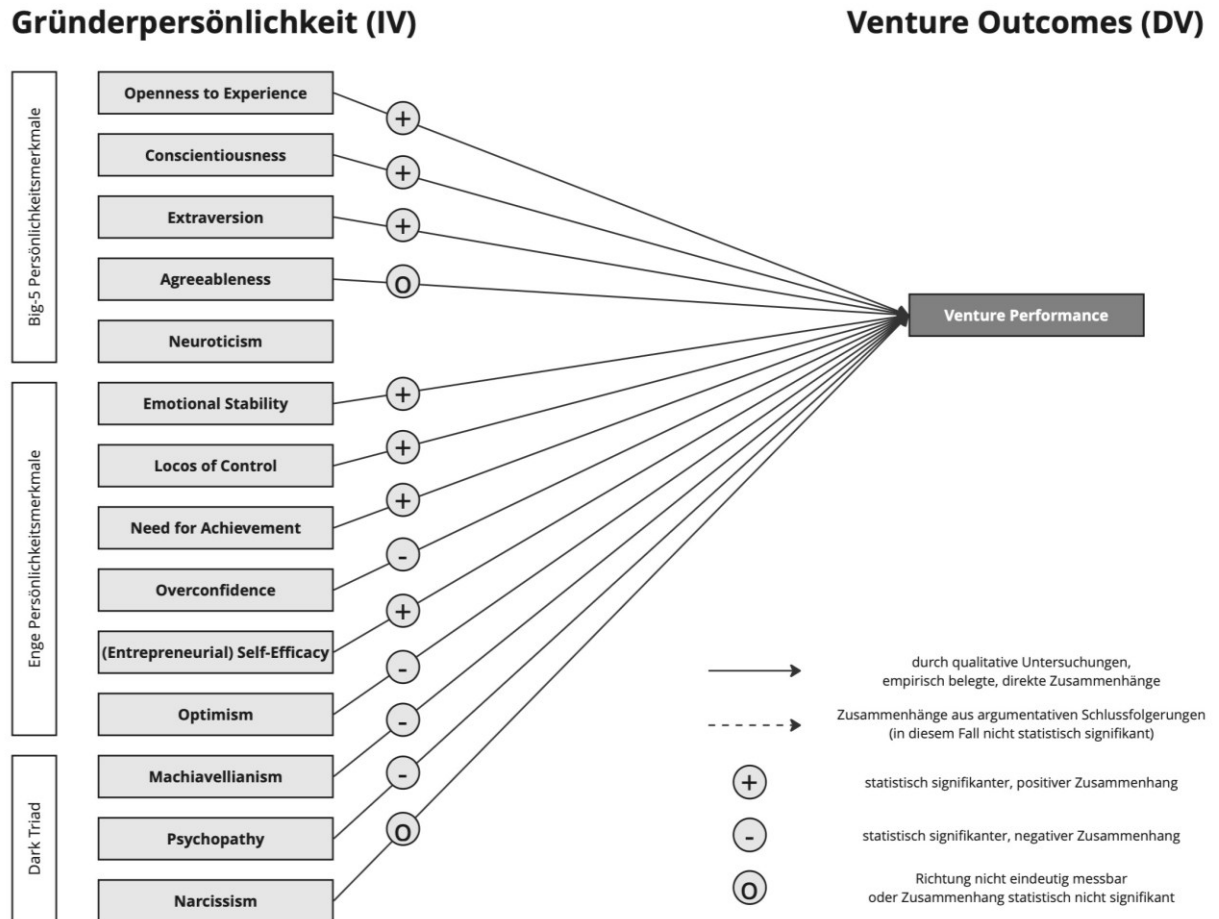 Gründerpersönlichkeit (IV)
Venture Outcomes (DV)
Big-5 Persönlichkeitsmerkmale
Openness to Experience
+
Conscientiousness
+
Extraversion
+
Agreeableness
o
Neuroticism
Venture Performance
Enge Persönlichkeitsmerkmale
Emotional Stability
+
Locos of Control
+
Need for Achievement
+
Overconfidence
-
(Entrepreneurial) Self-Efficacy
+
Optimism
-
Dark Triad
Machiavellianism
-
Psychopathy
-
Narcissism
o
durch qualitative Untersuchungen,
empirisch belegte, direkte Zusammenhänge
Zusammenhänge aus argumentativen Schlussfolgerungen
(in diesem Fall nicht statistisch signifikant)
+
statistisch signifikanter, positiver Zusammenhang
-
statistisch signifikanter, negativer Zusammenhang
o
Richtung nicht eindeutig messbar
oder Zusammenhang statistisch nicht signifikant